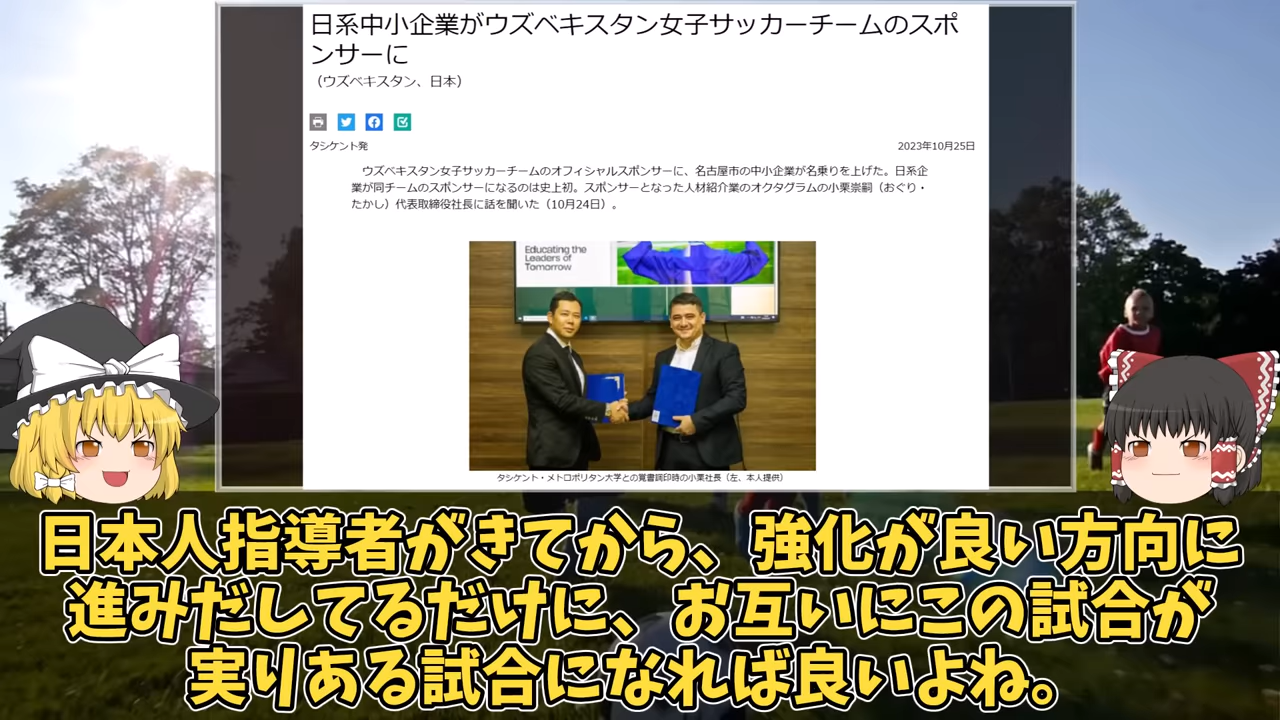 日系中小企業がウズベキスタン女子サッカーチームのスポ
ンサーに
（ウズベキスタン、日本）
タシケント発
2023年10月25日
ウズベキスタン女子サッカーチームのオフィシャルスポンサーに、名古屋市の中小企業が名乗りを上げた。日系企
業が同チームのスポンサーになるのは史上初。スポンサーとなった人材紹介業のオクタグラムの小栗崇嗣（おぐり・
たかし）代表取締役社長に話を聞いた（10月24日）。
Educating the
Leaders of
Tomorrow
タシケント・メトロポリタン大学との覚書調印時の小栗社長（左、本人提供）
日本人指導者がきてから、強化が良い方向に
進みだしてるだけに、お互いにこの試合が
実りある試合になれば良いよね。